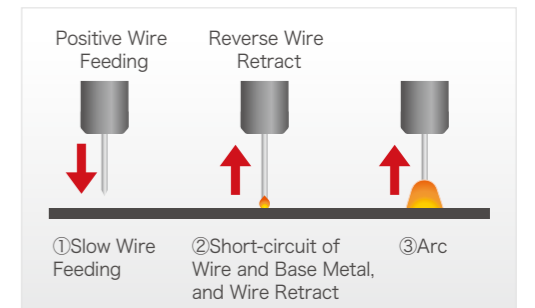 Positive Wire
Feeding
Reverse Wire
Retract
①Slow Wire
Feeding
②Short-circuit of
Wire and Base Metal,
and Wire Retract
③Arc